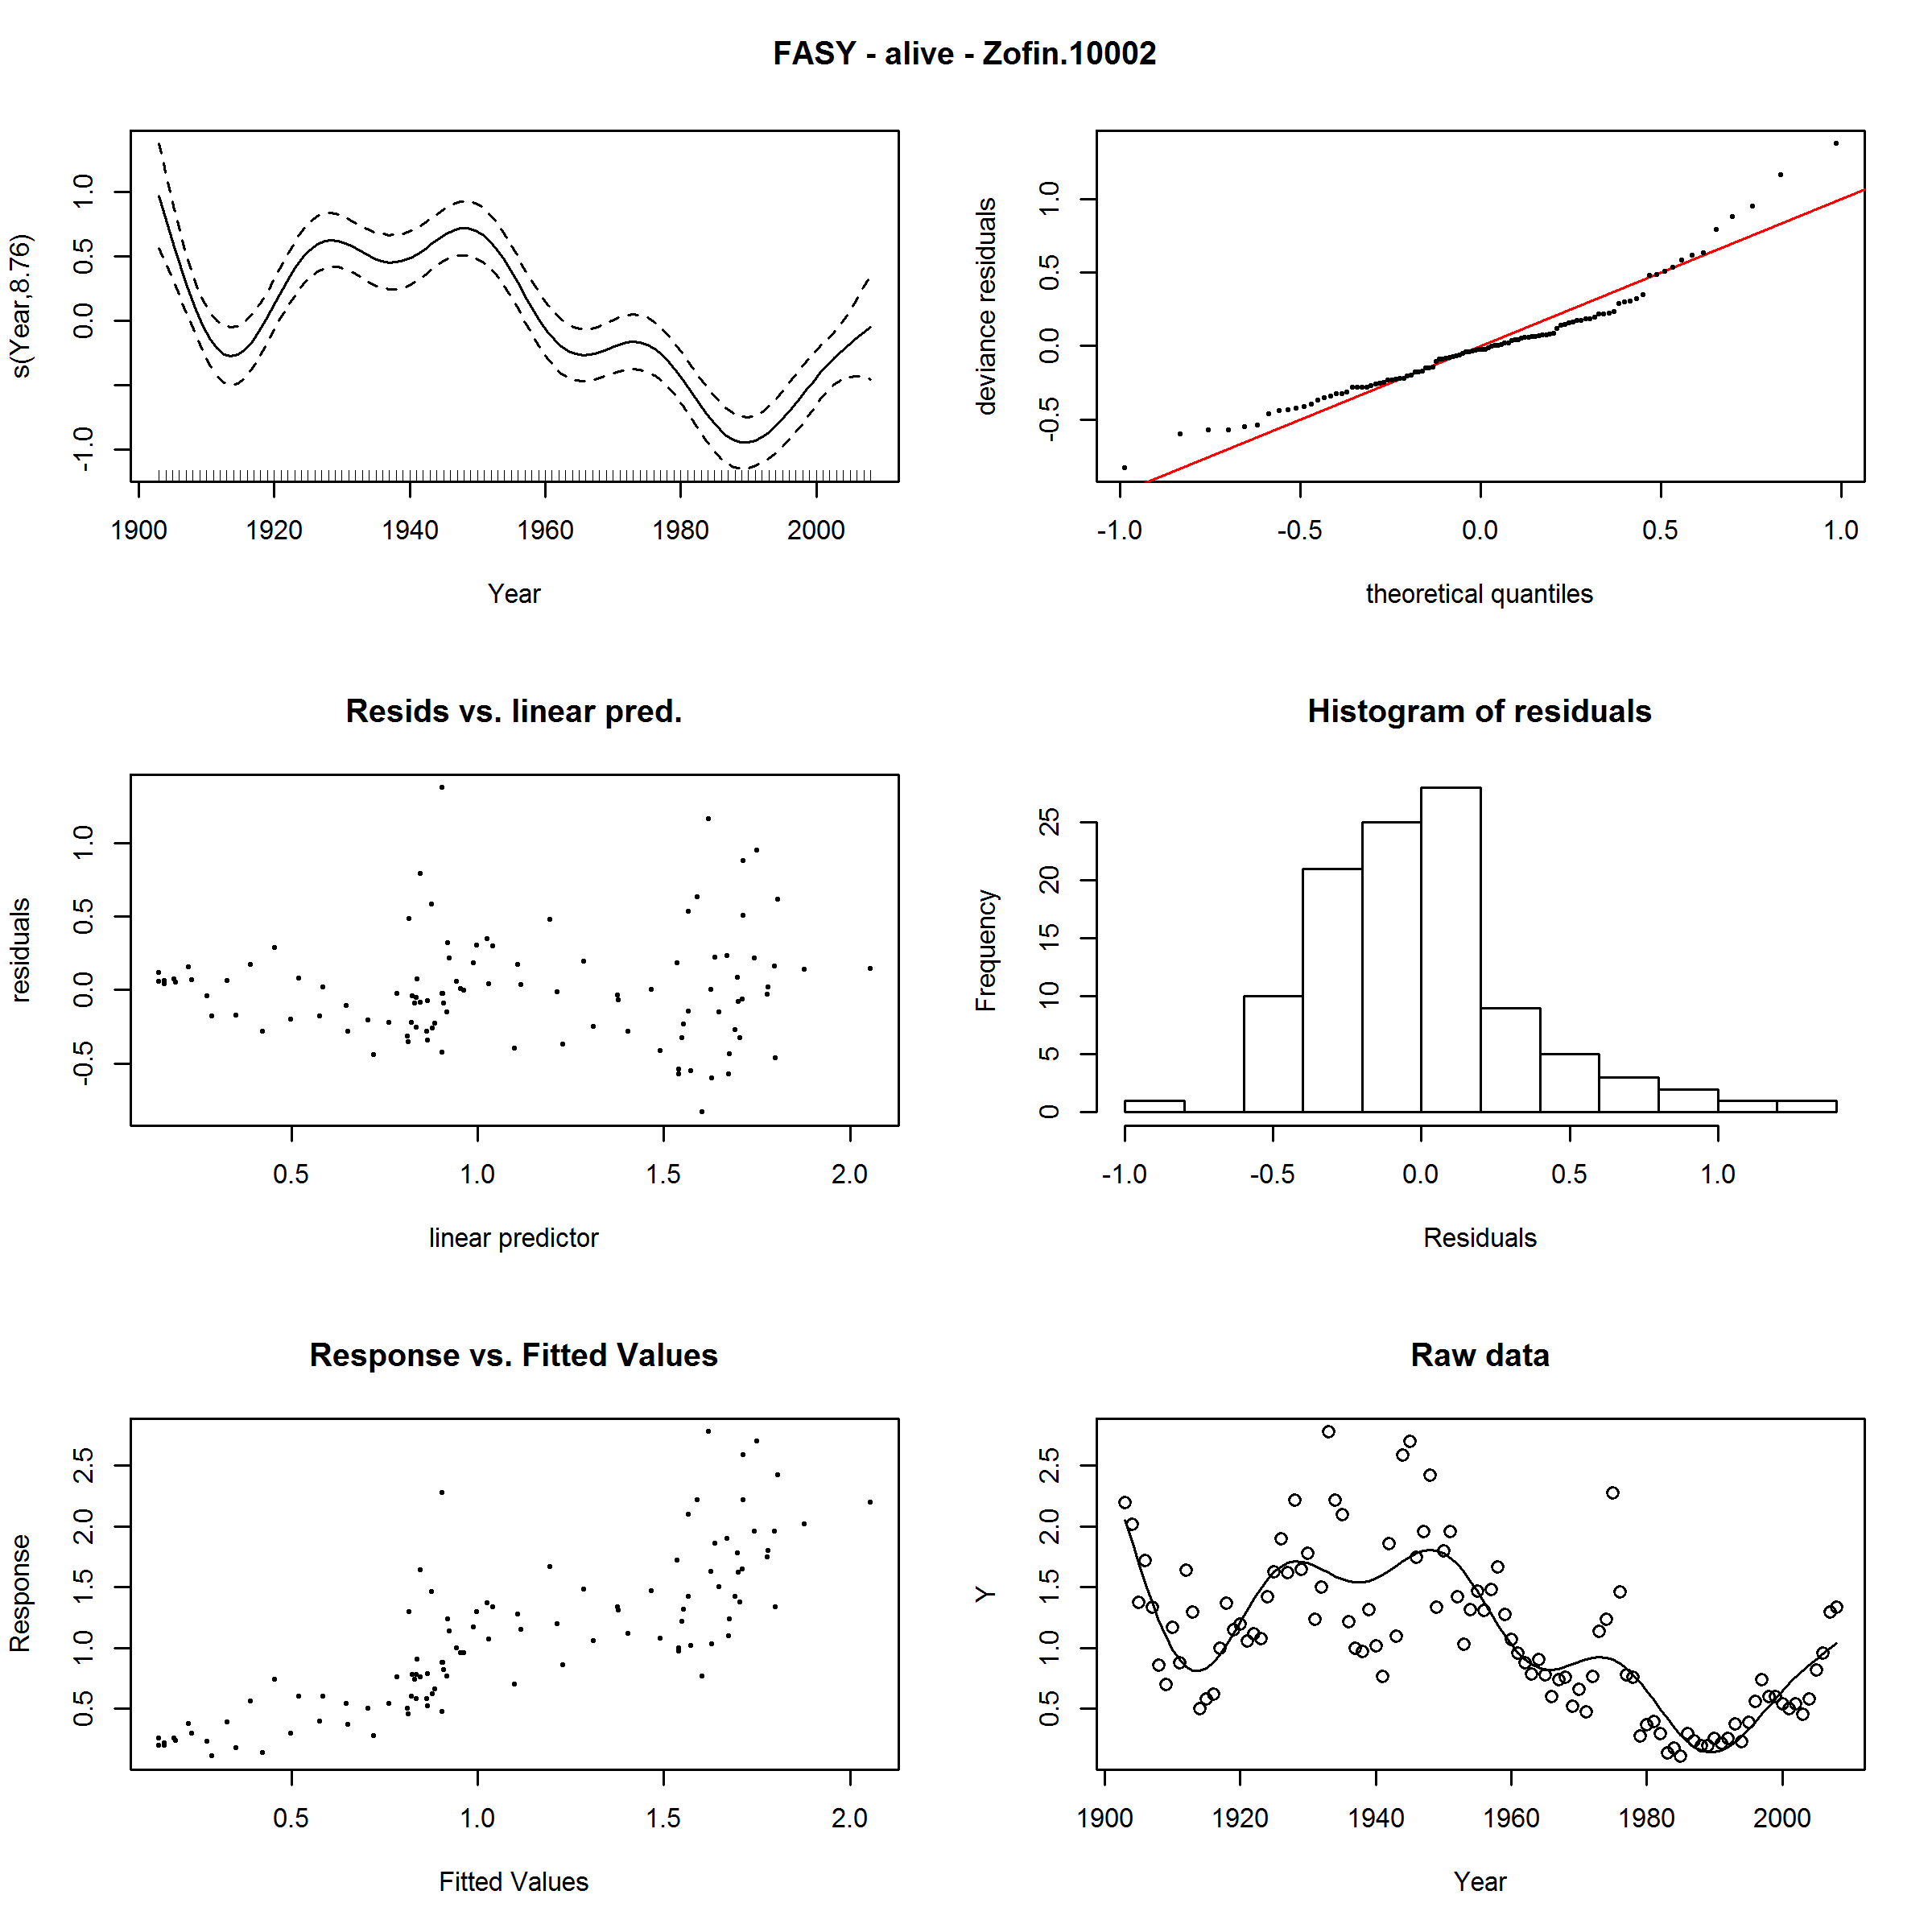 FASY - alive - Zofin.10002
s(Year,8.76)
-1.0 0.0 0.5 1.0
1900 1920 1940 1960 1980 2000
Year
deviance residuals
-0.5 0.0 0.5 1.0
-1.0 -0.5 0.0 0.5 1.0
theoretical quantiles
Resids vs. linear pred.
residuals
-0.5 0.0 0.5 1.0
0.5 1.0 1.5 2.0
linear predictor
Histogram of residuals
Frequency
0 5 10 15 20 25
-1.0 -0.5 0.0 0.5 1.0
Residuals
Response vs. Fitted Values
Response
0.5 1.0 1.5 2.0 2.5
0.5 1.0 1.5 2.0
Fitted Values
Raw data
Y
0.5 1.0 1.5 2.0 2.5
1900 1920 1940 1960 1980 2000
Year